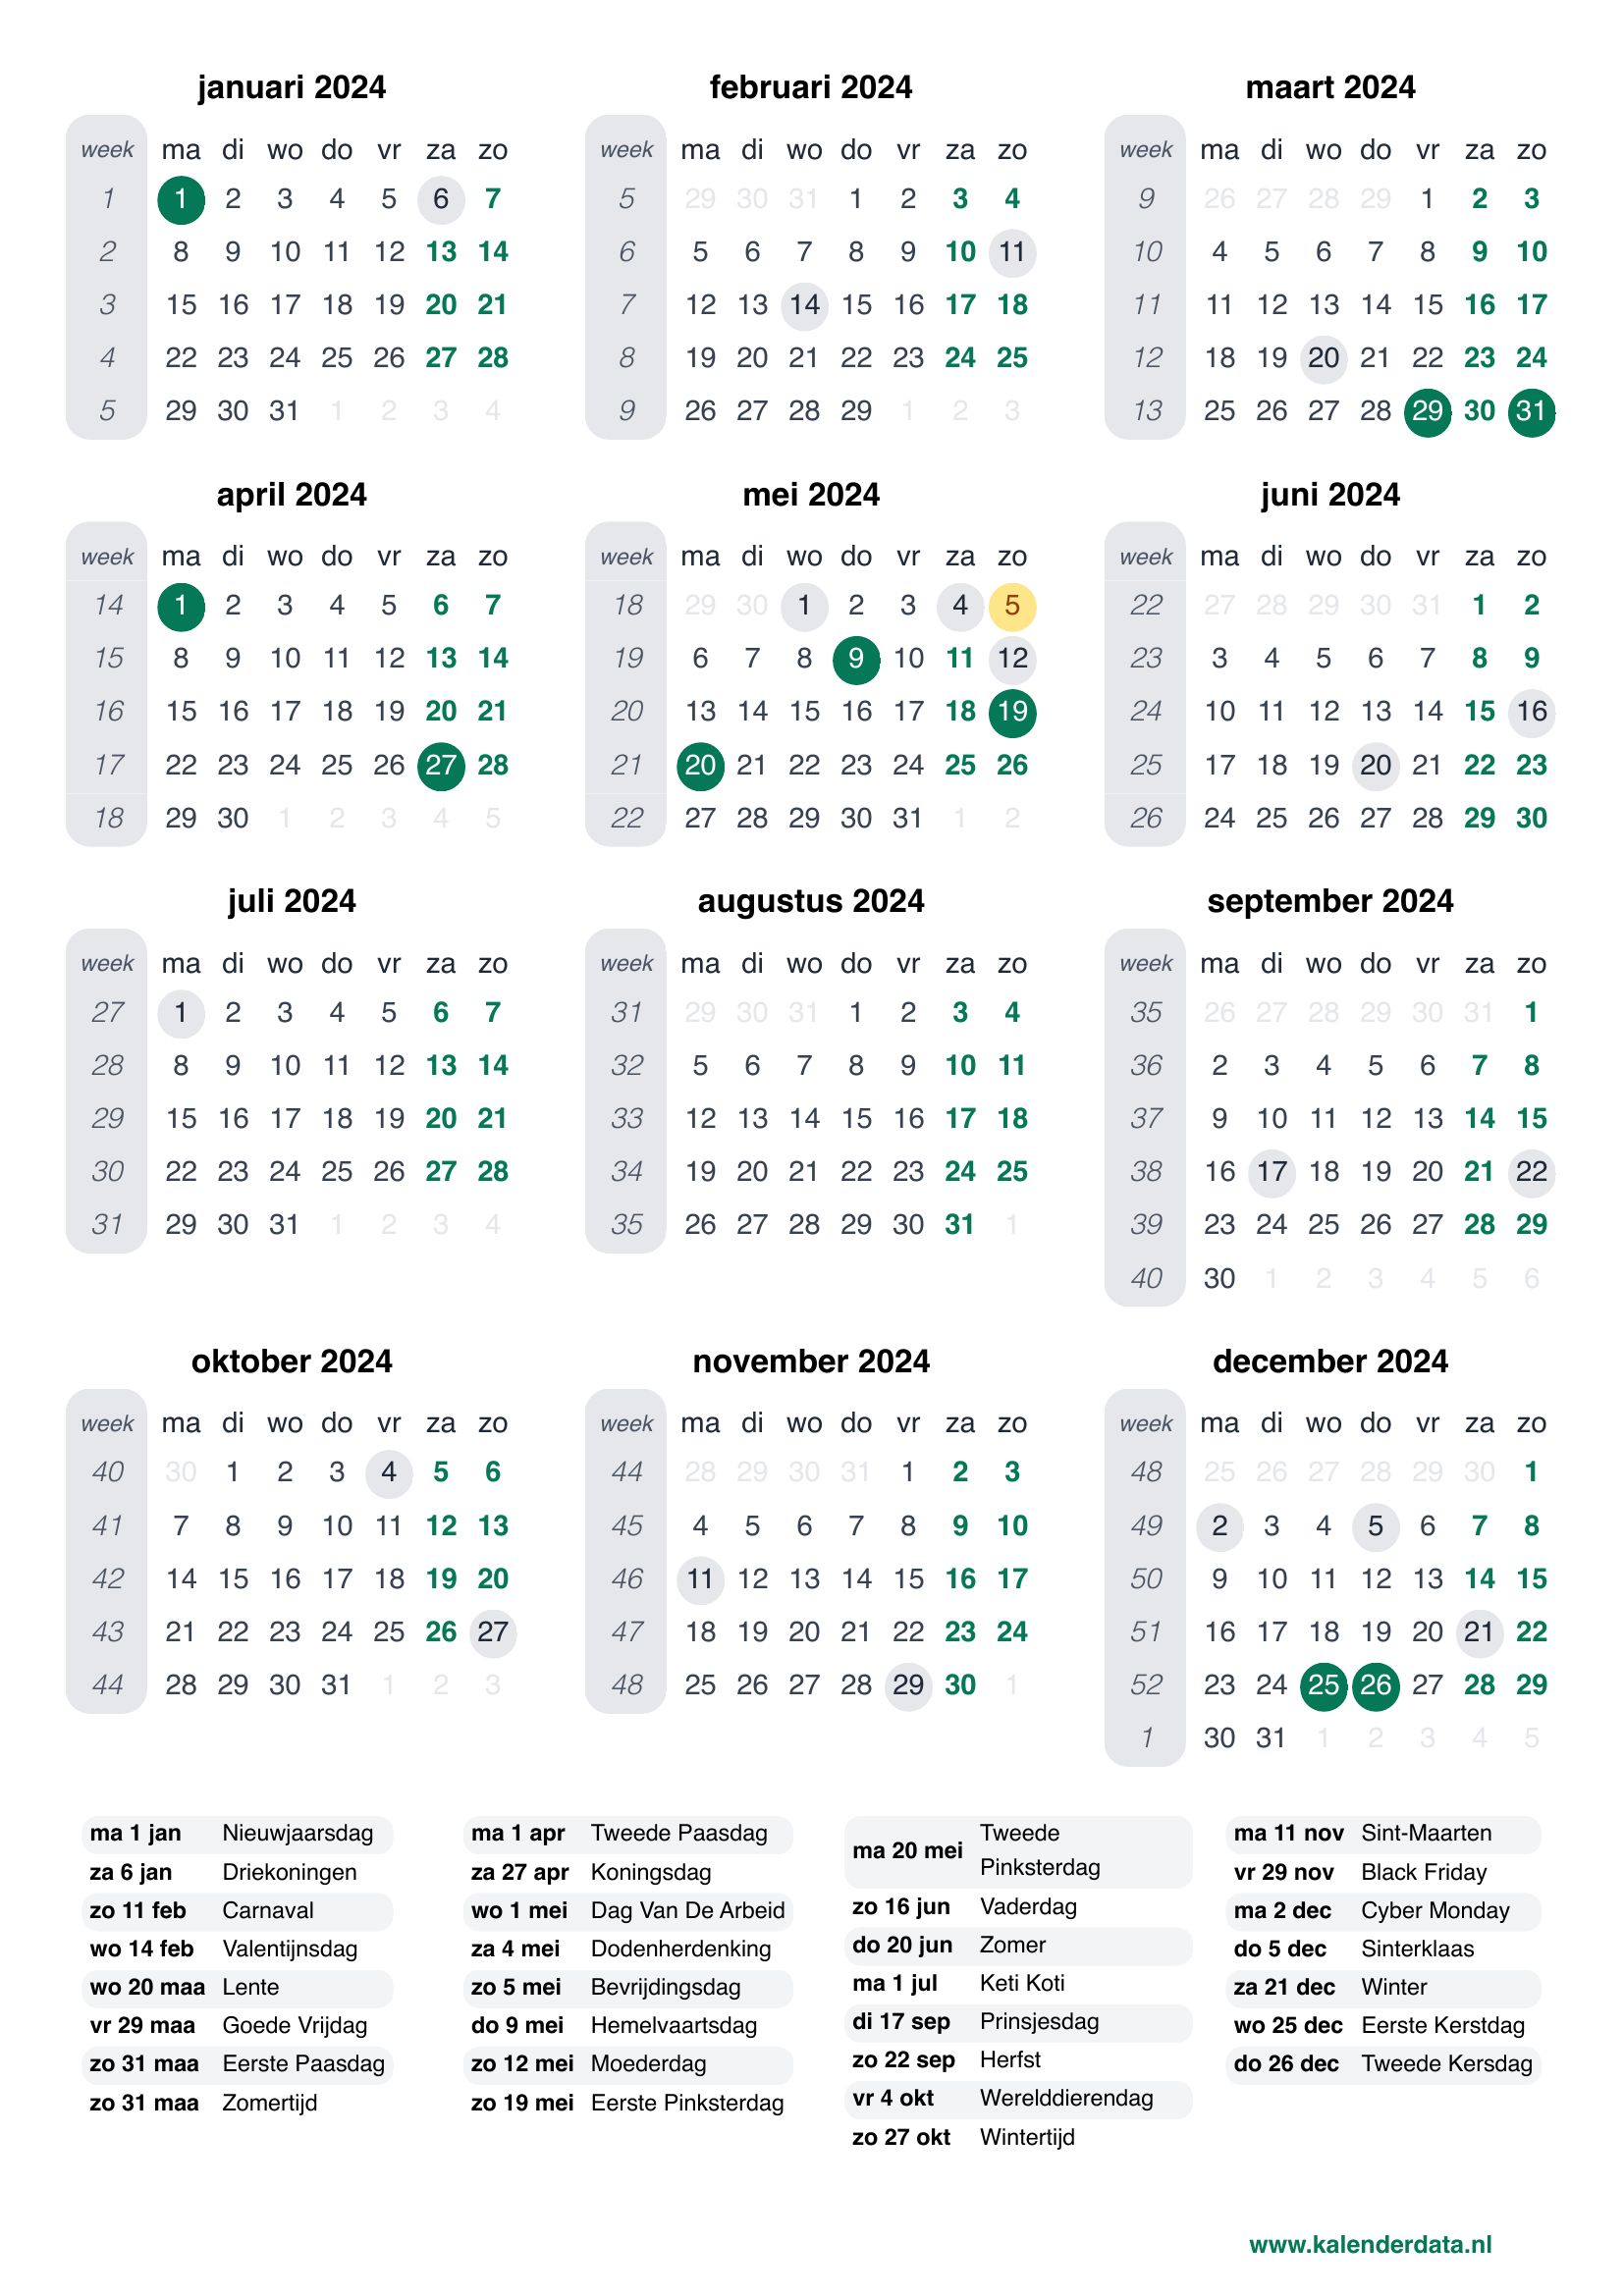 januari 2024
week ma di wo do vr za zo
1 1 2 3 4 5 6 7
2 8 9 10 11 12 13 14
3 15 16 17 18 19 20 21
4 22 23 24 25 26 27 28
5 29 30 31 1 2 3 4
februari 2024
week ma di wo do vr za zo
5 29 30 31 1 2 3 4
6 5 6 7 8 9 10 11
7 12 13 14 15 16 17 18
8 19 20 21 22 23 24 25
9 26 27 28 29 1 2 3
maart 2024
week ma di wo do vr za zo
9 26 27 28 29 1 2 3
10 4 5 6 7 8 9 10
11 11 12 13 14 15 16 17
12 18 19 20 21 22 23 24
13 25 26 27 28 29 30 31
april 2024
week ma di wo do vr za zo
14 1 2 3 4 5 6 7
15 8 9 10 11 12 13 14
16 15 16 17 18 19 20 21
17 22 23 24 25 26 27 28
18 29 30 1 2 3 4 5
mei 2024
week ma di wo do vr za zo
18 29 30 1 2 3 4 5
19 6 7 8 9 10 11 12
20 13 14 15 16 17 18 19
21 20 21 22 23 24 25 26
22 27 28 29 30 31 1 2
juni 2024
week ma di wo do vr za zo
22 27 28 29 30 31 1 2
23 3 4 5 6 7 8 9
24 10 11 12 13 14 15 16
25 17 18 19 20 21 22 23
26 24 25 26 27 28 29 30
juli 2024
week ma di wo do vr za zo
27 1 2 3 4 5 6 7
28 8 9 10 11 12 13 14
29 15 16 17 18 19 20 21
30 22 23 24 25 26 27 28
31 29 30 31 1 2 3 4
augustus 2024
week ma di wo do vr za zo
31 29 30 31 1 2 3 4
32 5 6 7 8 9 10 11
33 12 13 14 15 16 17 18
34 19 20 21 22 23 24 25
35 26 27 28 29 30 31 1
september 2024
week ma di wo do vr za zo
35 26 27 28 29 30 31 1
36 2 3 4 5 6 7 8
37 9 10 11 12 13 14 15
38 16 17 18 19 20 21 22
39 23 24 25 26 27 28 29
40 30 1 2 3 4 5 6
oktober 2024
week ma di wo do vr za zo
40 30 1 2 3 4 5 6
41 7 8 9 10 11 12 13
42 14 15 16 17 18 19 20
43 21 22 23 24 25 26 27
44 28 29 30 31 1 2 3
november 2024
week ma di wo do vr za zo
44 28 29 30 31 1 2 3
45 4 5 6 7 8 9 10
46 11 12 13 14 15 16 17
47 18 19 20 21 22 23 24
48 25 26 27 28 29 30 1
december 2024
week ma di wo do vr za zo
48 25 26 27 28 29 30 1
49 2 3 4 5 6 7 8
50 9 10 11 12 13 14 15
51 16 17 18 19 20 21 22
52 23 24 25 26 27 28 29
1 30 31 1 2 3 4 5
ma 1 jan Nieuwjaarsdag
za 6 jan Driekoningen
zo 11 feb Carnaval
wo 14 feb Valentijnsdag
wo 20 maa Lente
vr 29 maa Goede Vrijdag
zo 31 maa Eerste Paasdag
zo 31 maa Zomertijd
ma 1 apr Tweede Paasdag
za 27 apr Koningsdag
wo 1 mei Dag Van De Arbeid
za 4 mei Dodenherdenking
zo 5 mei Bevrijdingsdag
do 9 mei Hemelvaartsdag
zo 12 mei Moederdag
zo 19 mei Eerste Pinksterdag
ma 20 mei Tweede
Pinksterdag
zo 16 jun Vaderdag
do 20 jun Zomer
ma 1 jul Keti Koti
di 17 sep Prinsjesdag
zo 22 sep Herfst
vr 4 okt Werelddierendag
zo 27 okt Wintertijd
ma 11 nov Sint-Maarten
vr 29 nov Black Friday
ma 2 dec Cyber Monday
do 5 dec Sinterklaas
za 21 dec Winter
wo 25 dec Eerste Kerstdag
do 26 dec Tweede Kersdag
www.kalenderdata.nl